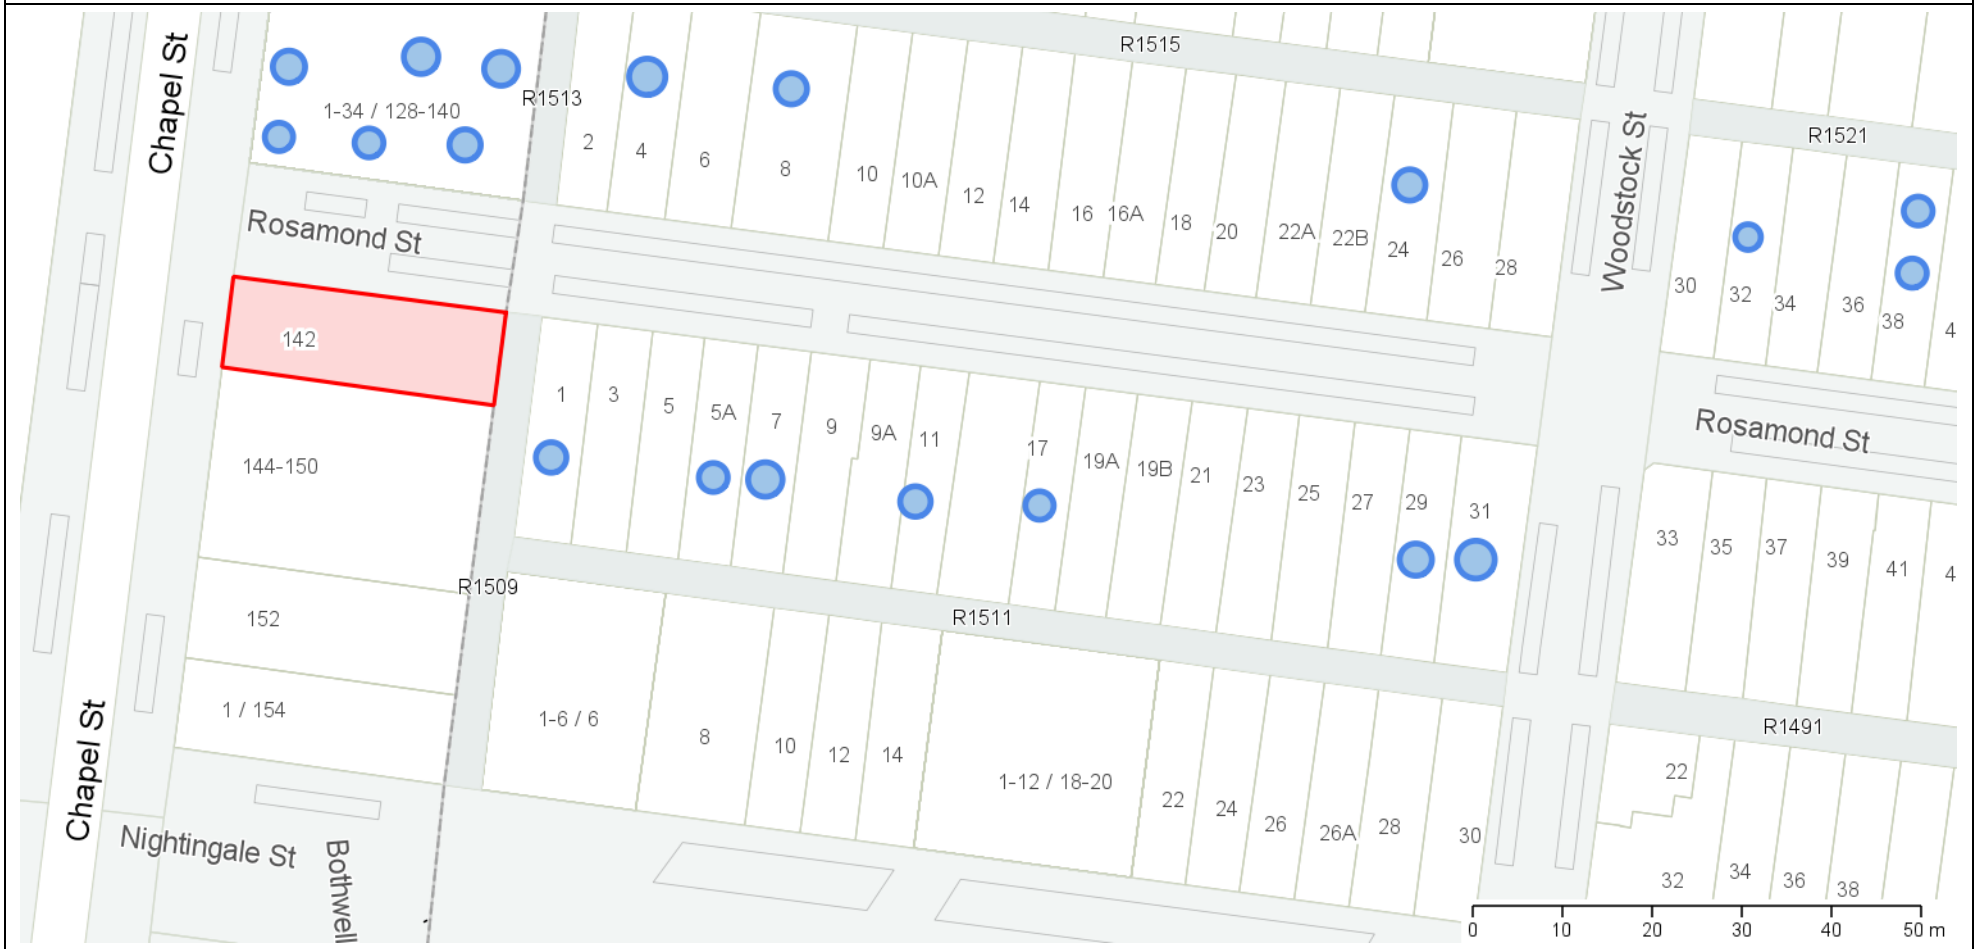 R1515
Chapel St
R1513
1-34 / 128-140
R1521
Woodstock St
2
4
6
8
10
10A
12
14
16
16A
18
20
22A
22B
24
26
28
30
32
34
36
38
4
Rosamond St
142
Rosamond St
1
3
5
5A
7
9
9A
11
17
19A
19B
21
23
25
27
29
31
33
35
37
39
41
4
144-150
R1509
R1511
152
1 / 154
1-6 / 6
8
10
12
14
1-12 / 18-20
22
24
26
26A
28
30
R1491
22
32
34
36
38
Chapel St
Nightingale St
Bothwell
0 10 20 30 40 50 m